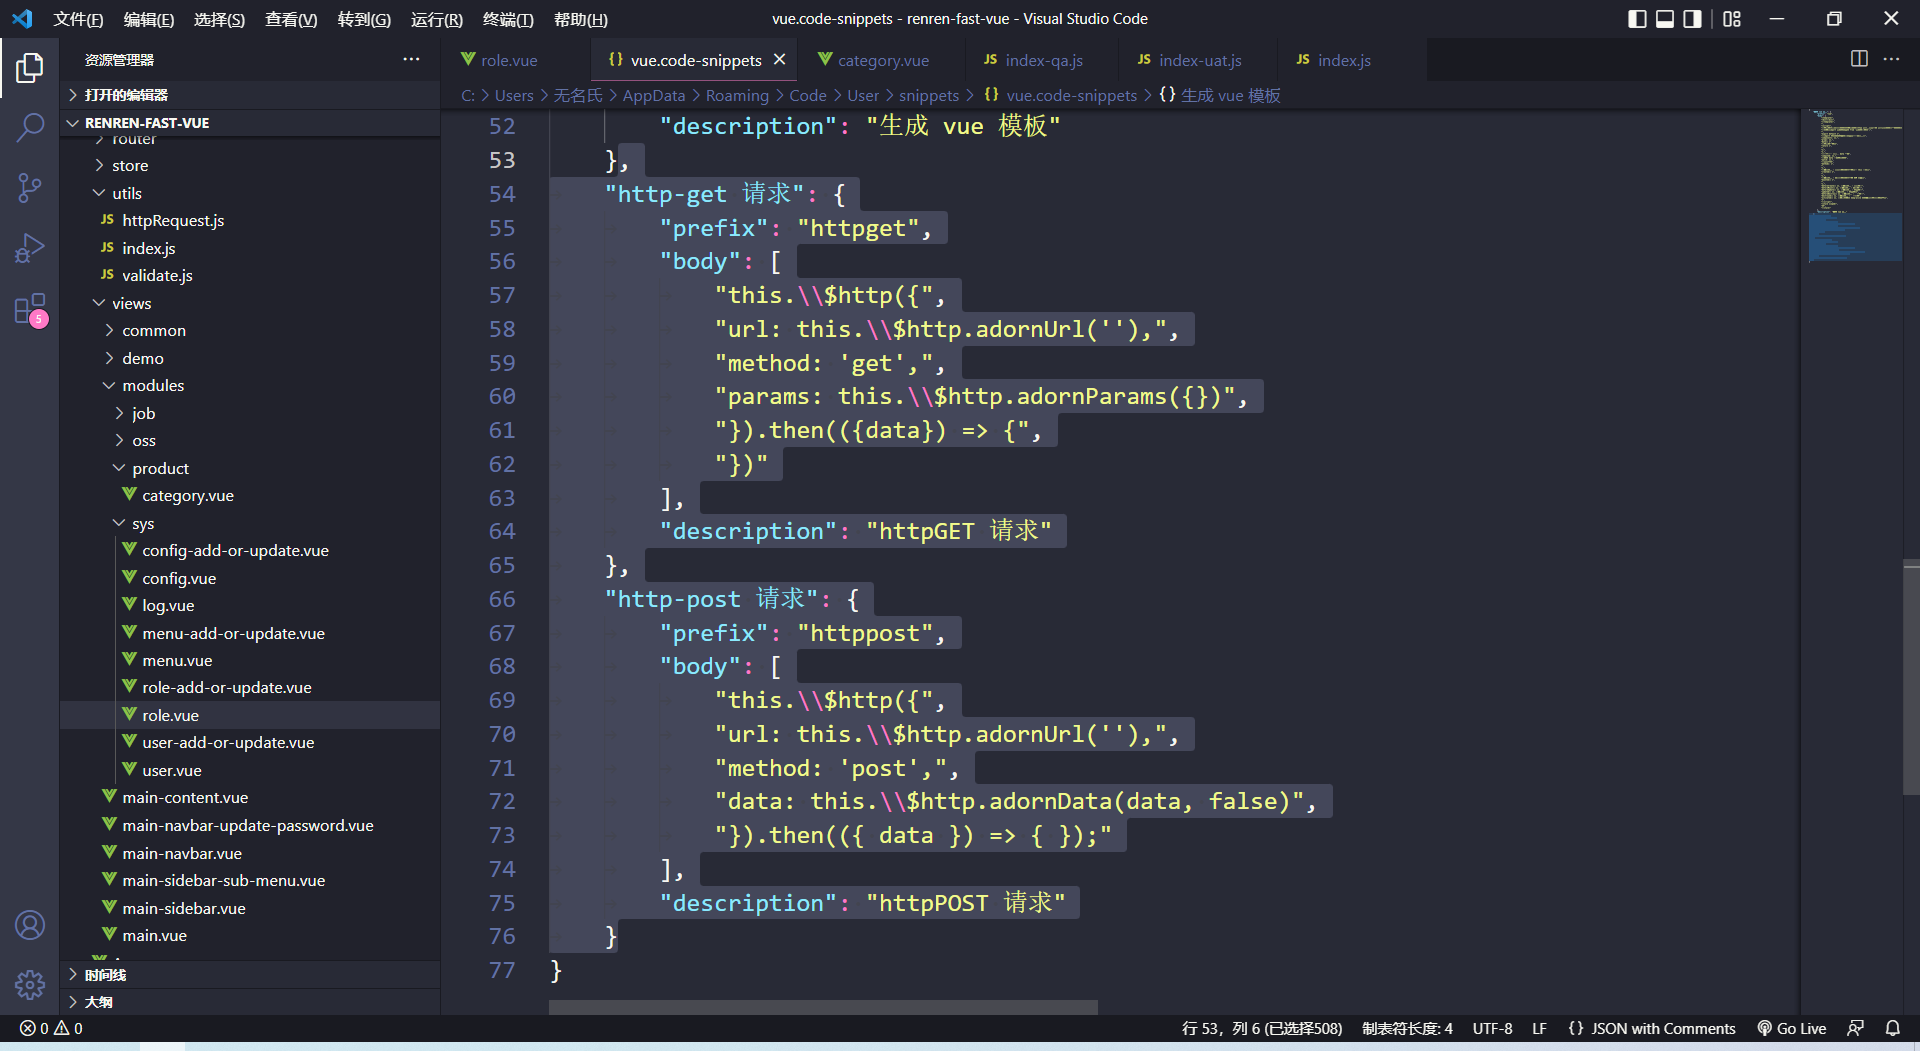 文件(F) 编辑(E) 选择(S) 查看(V) 转到(G) 运行(R) 终端(T) 帮助(H)
vue.code-snippets - renren-fast-vue - Visual Studio Code
资源管理器
打开的编辑器
RENREN-FAST-VUE
router
store
utils
JS httpRequest.js
JS index.js
JS validate.js
views
common
demo
modules
job
oss
product
category.vue
sys
config-add-or-update.vue
config.vue
log.vue
menu-add-or-update.vue
menu.vue
role-add-or-update.vue
role.vue
user-add-or-update.vue
user.vue
main-content.vue
main-navbar-update-password.vue
main-navbar.vue
main-sidebar-sub-menu.vue
main-sidebar.vue
main.vue
时间线
大纲
5
role.vue {} vue.code-snippets category.vue JS index-qa.js JS index-uat.js JS index.js
C: > Users > 无名氏 > AppData > Roaming > Code > User > snippets > {} vue.code-snippets > {} 生成 vue 模板
52 "description": "生成 vue 模板"
53 },
54 "http-get 请求": {
55 "prefix": "httpget",
56 "body": [
57 "this.\\$http({",
58 "url: this.\\$http.adornUrl(''),",
59 "method: 'get',",
60 "params: this.\\$http.adornParams({})",
61 "}).then(({data}) => {",
62 "})"
63 ],
64 "description": "httpGET 请求"
65 },
66 "http-post 请求": {
67 "prefix": "httppost",
68 "body": [
69 "this.\\$http({",
70 "url: this.\\$http.adornUrl(''),",
71 "method: 'post',",
72 "data: this.\\$http.adornData(data, false)",
73 "}).then(({ data }) => { });"
74 ],
75 "description": "httpPOST 请求"
76 }
77 }
0 0 行 53，列 6 (已选择508) 制表符长度: 4 UTF-8 LF {} JSON with Comments Go Live